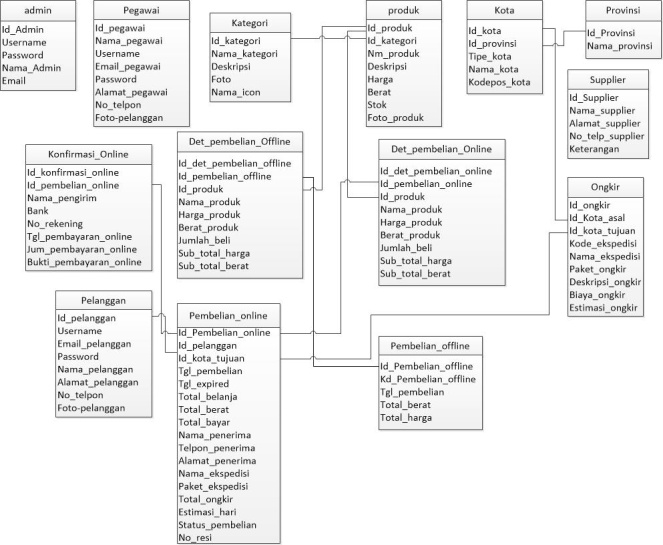 admin
Id_Admin
Username
Password
Nama_Admin
Email
Pegawai
Id_pegawai
Nama_pegawai
Username
Email_pegawai
Password
Alamat_pegawai
No_telpon
Foto-pelanggan
Kategori
Id_kategori
Nama_kategori
Deskripsi
Foto
Nama_icon
produk
Id_produk
Id_kategori
Nm_produk
Deskripsi
Harga
Berat
Stok
Foto_produk
Kota
Id_kota
Id_provinsi
Tipe_kota
Nama_kota
Kodepos_kota
Provinsi
Id_Provinsi
Nama_provinsi
Supplier
Id_Supplier
Nama_supplier
Alamat_supplier
No_telp_supplier
Keterangan
Konfirmasi_Online
Id_konfirmasi_online
Id_pembelian_online
Nama_pengirim
Bank
No_rekening
Tgl_pembayaran_online
Jum_pembayaran_online
Bukti_pembayaran_online
Det_pembelian_Offline
Id_det_pembelian_offline
Id_pembelian_offline
Id_produk
Nama_produk
Harga_produk
Berat_produk
Jumlah_beli
Sub_total_harga
Sub_total_berat
Det_pembelian_Online
Id_det_pembelian_online
Id_pembelian_online
Id_produk
Nama_produk
Harga_produk
Berat_produk
Jumlah_beli
Sub_total_harga
Sub_total_berat
Ongkir
Id_ongkir
Id_Kota_asal
Id_kota_tujuan
Kode_ekspedisi
Nama_ekspedisi
Paket_ongkir
Deskripsi_ongkir
Biaya_ongkir
Estimasi_ongkir
Pelanggan
Id_pelanggan
Username
Email_pelanggan
Password
Nama_pelanggan
Alamat_pelanggan
No_telpon
Foto-pelanggan
Pembelian_online
Id_Pembelian_online
Id_pelanggan
Id_kota_tujuan
Tgl_pembelian
Tgl_expired
Total_belanja
Total_berat
Total_bayar
Nama_penerima
Telpon_penerima
Alamat_penerima
Nama_ekspedisi
Paket_ekspedisi
Total_ongkir
Estimasi_hari
Status_pembelian
No_resi
Pembelian_offline
Id_Pembelian_offline
Kd_Pembelian_offline
Tgl_pembelian
Total_berat
Total_harga